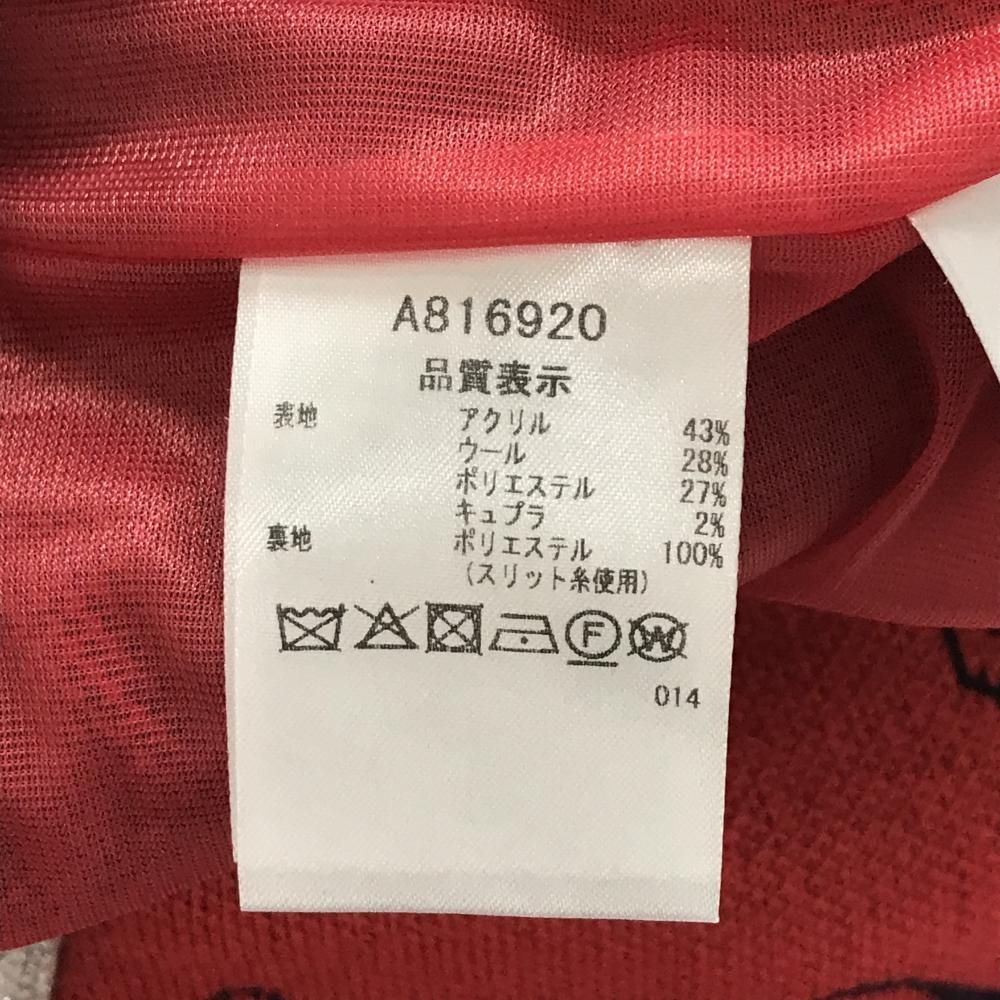 A816920
品質表示
表地 アクリル 43%
ウール 28%
ポリエステル 27%
キュプラ 2%
裏地 ポリエステル 100%
(スリット糸使用)
F W
014